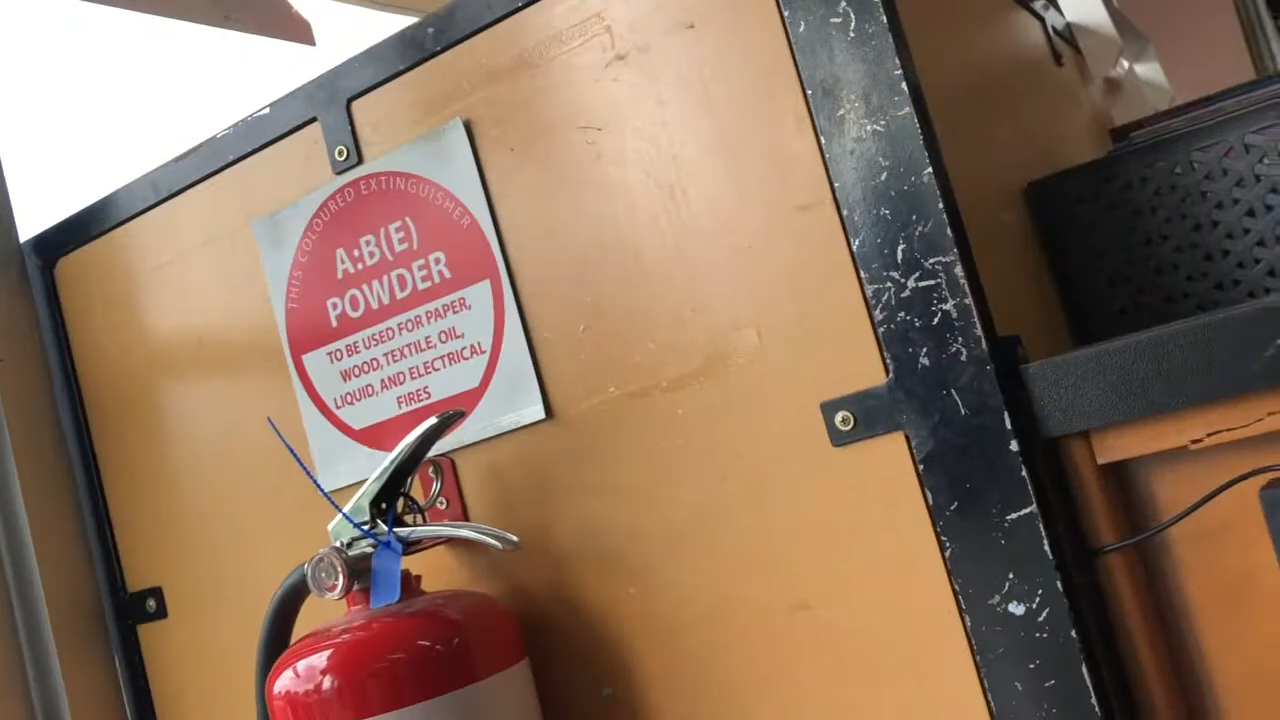 THIS COLOURED EXTINGUISHER
A:B(E)
POWDER
TO BE USED FOR PAPER,
WOOD, TEXTILE, OIL,
LIQUID, AND ELECTRICAL
FIRES